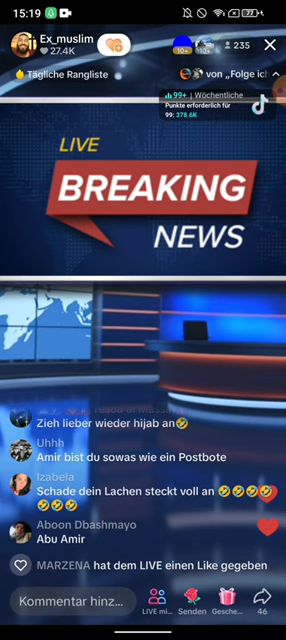 15:19
77
Ex_muslim
27.4K
10+
10+
235
Tägliche Rangliste
von „Folge ich
99+ | Wöchentliche
Punkte erforderlich für
99: 378.6K
LIVE
BREAKING
NEWS
Zieh lieber wieder hijab an🤣
Uhhh
Amir bist du sowas wie ein Postbote
Izabela
Schade dein Lachen steckt voll an 🤣🤣🤣🤣
🤣🤣🤣
Aboon Dbashmayo
Abu Amir
MARZENA hat dem LIVE einen Like gegeben
Kommentar hinz...
LIVE mi...
Senden
Gesche...
46